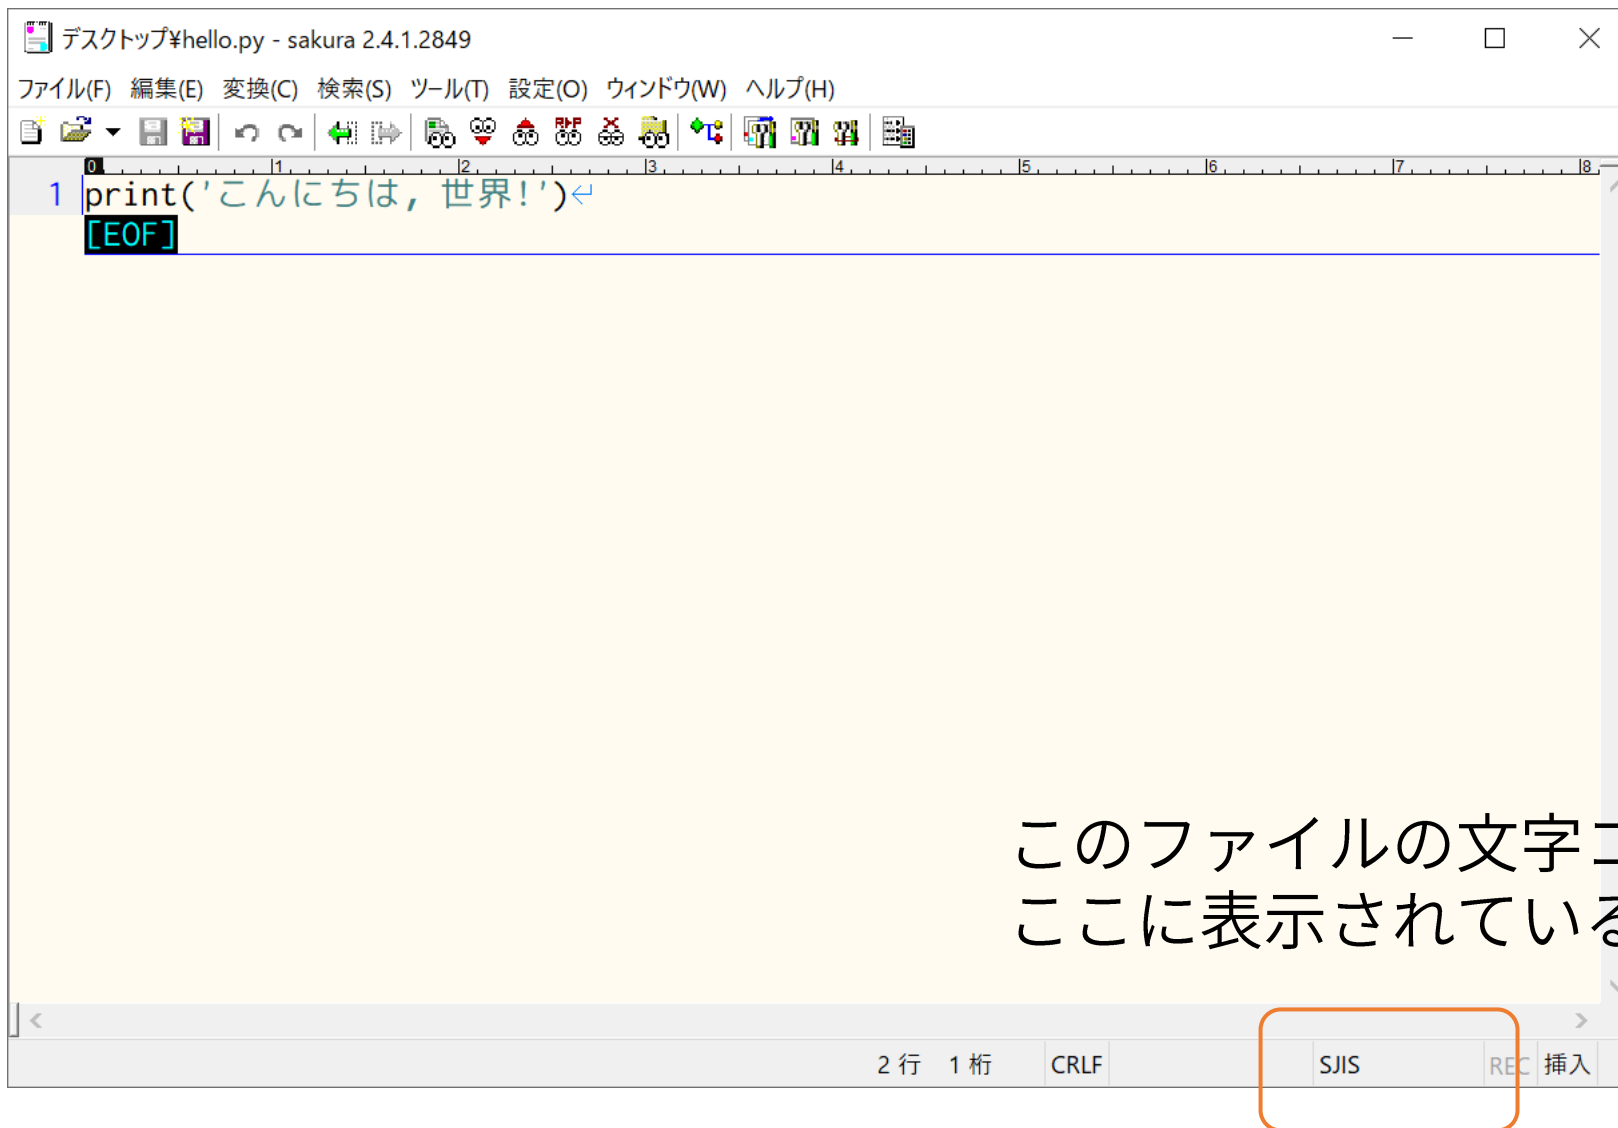 デスクトップ¥hello.py - sakura 2.4.1.2849
ファイル(F) 編集(E) 変換(C) 検索(S) ツール(T) 設定(O) ウィンドウ(W) ヘルプ(H)
0 1 2 3 4 5 6 7 8
1 print('こんにちは, 世界!')↵
[EOF]
このファイルの文字コ
ここに表示されている
2 行 1 桁 CRLF SJIS REC 挿入